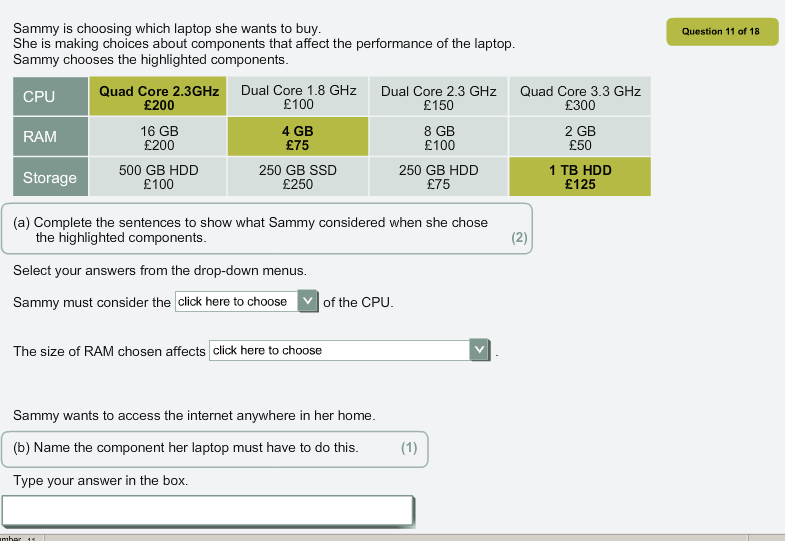 Sammy is choosing which laptop she wants to buy.
She is making choices about components that affect the performance of the laptop.
Sammy chooses the highlighted components.
Question 11 of 18
CPU Quad Core 2.3GHz £200 Dual Core 1.8 GHz £100 Dual Core 2.3 GHz £150 Quad Core 3.3 GHz £300
RAM 16 GB £200 4 GB £75 8 GB £100 2 GB £50
Storage 500 GB HDD £100 250 GB SSD £250 250 GB HDD £75 1 TB HDD £125
(a) Complete the sentences to show what Sammy considered when she chose
the highlighted components. (2)
Select your answers from the drop-down menus.
Sammy must consider the click here to choose of the CPU.
The size of RAM chosen affects click here to choose .
Sammy wants to access the internet anywhere in her home.
(b) Name the component her laptop must have to do this. (1)
Type your answer in the box.